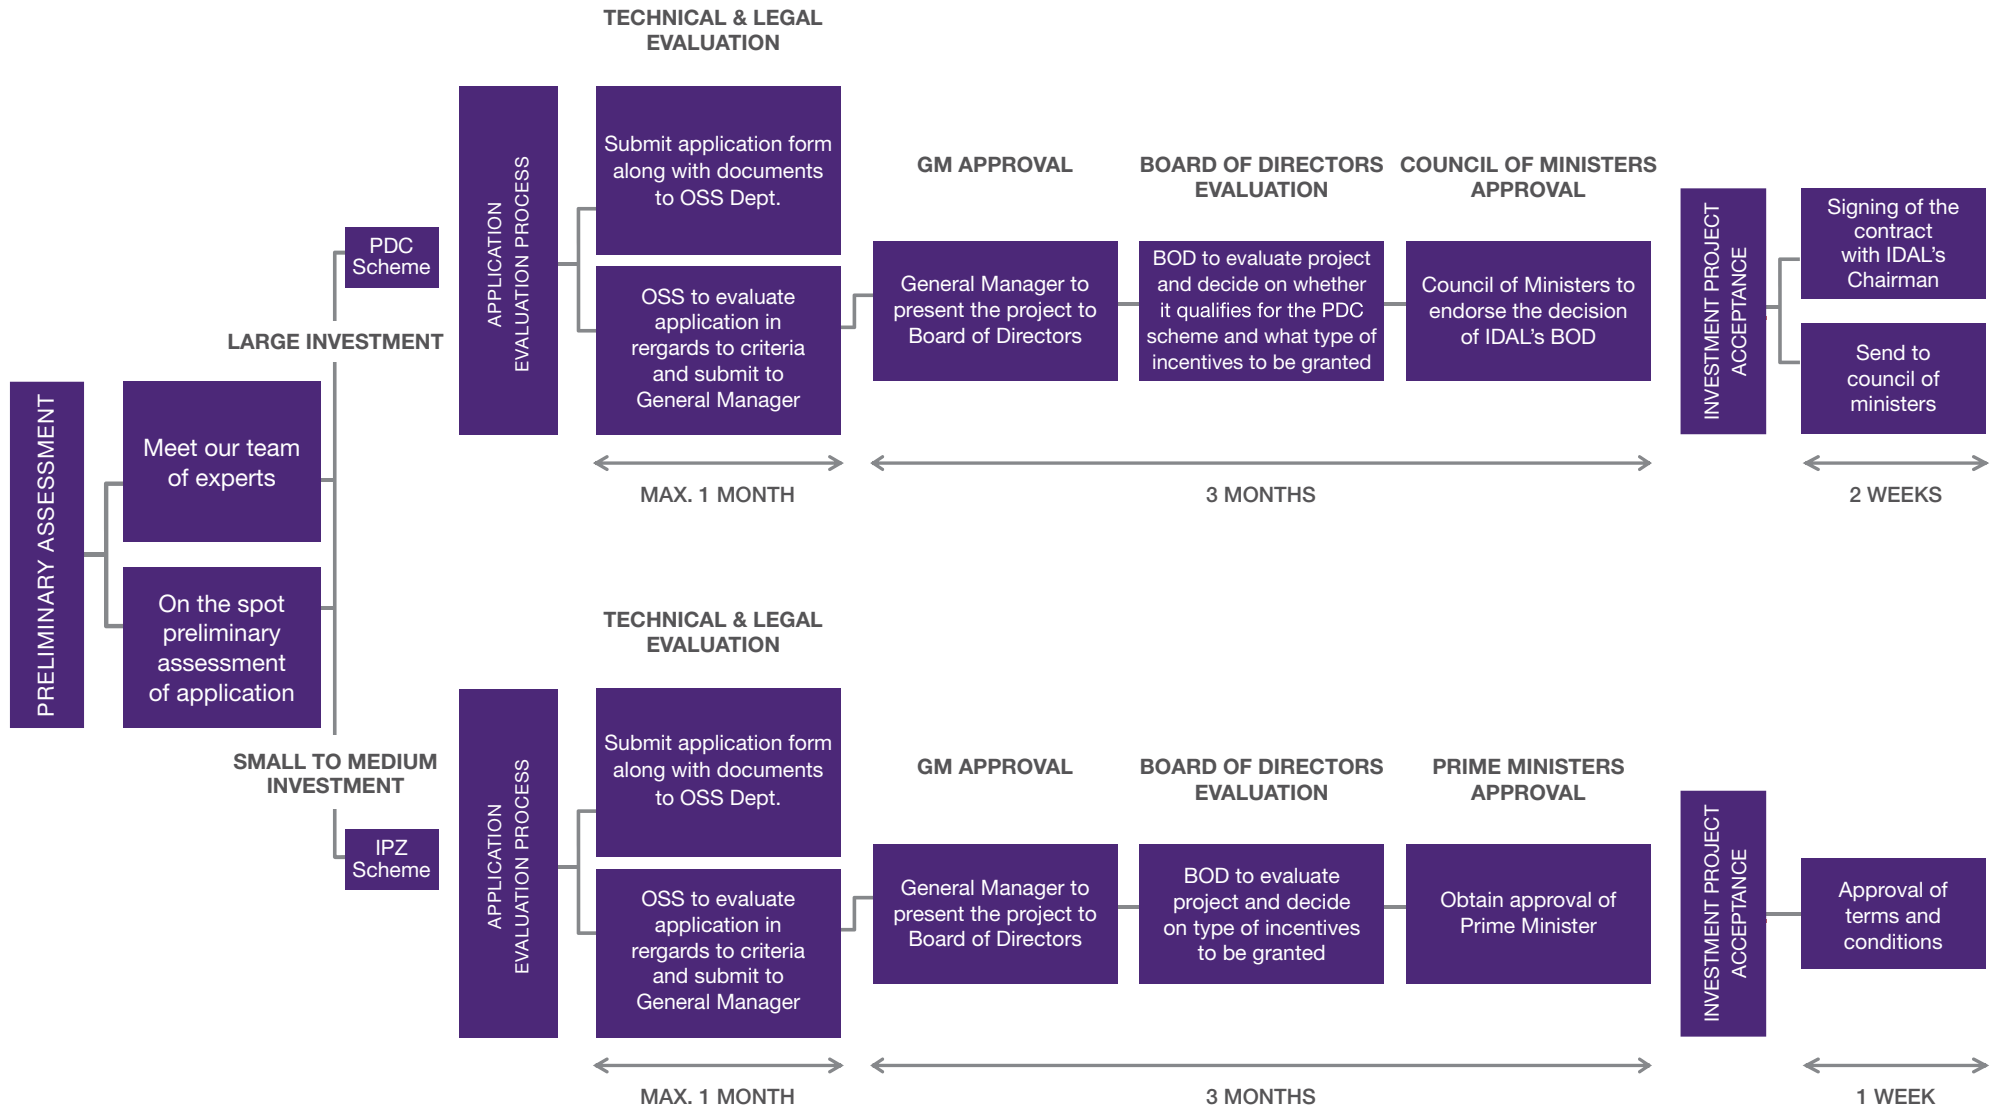 PRELIMINARY ASSESSMENT
Meet our team
of experts
On the spot
preliminary
assessment
of application
LARGE INVESTMENT
PDC
Scheme
APPLICATION
EVALUATION PROCESS
TECHNICAL & LEGAL
EVALUATION
Submit application form
along with documents
to OSS Dept.
OSS to evaluate
application in
rergards to criteria
and submit to
General Manager
MAX. 1 MONTH
GM APPROVAL
General Manager to
present the project to
Board of Directors
BOARD OF DIRECTORS
EVALUATION
BOD to evaluate project
and decide on whether
it qualifies for the PDC
scheme and what type of
incentives to be granted
COUNCIL OF MINISTERS
APPROVAL
Council of Ministers to
endorse the decision
of IDAL’s BOD
3 MONTHS
INVESTMENT PROJECT
ACCEPTANCE
Signing of the
contract
with IDAL’s
Chairman
Send to
council of
ministers
2 WEEKS
SMALL TO MEDIUM
INVESTMENT
IPZ
Scheme
APPLICATION
EVALUATION PROCESS
TECHNICAL & LEGAL
EVALUATION
Submit application form
along with documents
to OSS Dept.
OSS to evaluate
application in
rergards to criteria
and submit to
General Manager
MAX. 1 MONTH
GM APPROVAL
General Manager to
present the project to
Board of Directors
BOARD OF DIRECTORS
EVALUATION
BOD to evaluate
project and decide
on type of incentives
to be granted
PRIME MINISTERS
APPROVAL
Obtain approval of
Prime Minister
3 MONTHS
INVESTMENT PROJECT
ACCEPTANCE
Approval of
terms and
conditions
1 WEEK